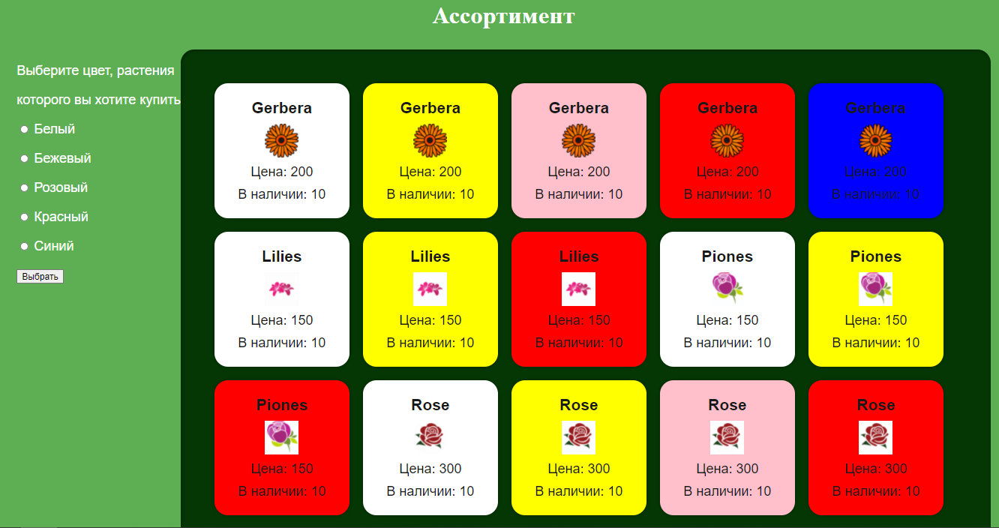 Ассортимент
Выберите цвет, растения
которого вы хотите купить
Белый
Бежевый
Розовый
Красный
Синий
Выбрать
Gerbera
Цена: 200
В наличии: 10
Gerbera
Цена: 200
В наличии: 10
Gerbera
Цена: 200
В наличии: 10
Gerbera
Цена: 200
В наличии: 10
Gerbera
Цена: 200
В наличии: 10
Lilies
Цена: 150
В наличии: 10
Lilies
Цена: 150
В наличии: 10
Lilies
Цена: 150
В наличии: 10
Piones
Цена: 150
В наличии: 10
Piones
Цена: 150
В наличии: 10
Piones
Цена: 150
В наличии: 10
Rose
Цена: 300
В наличии: 10
Rose
Цена: 300
В наличии: 10
Rose
Цена: 300
В наличии: 10
Rose
Цена: 300
В наличии: 10